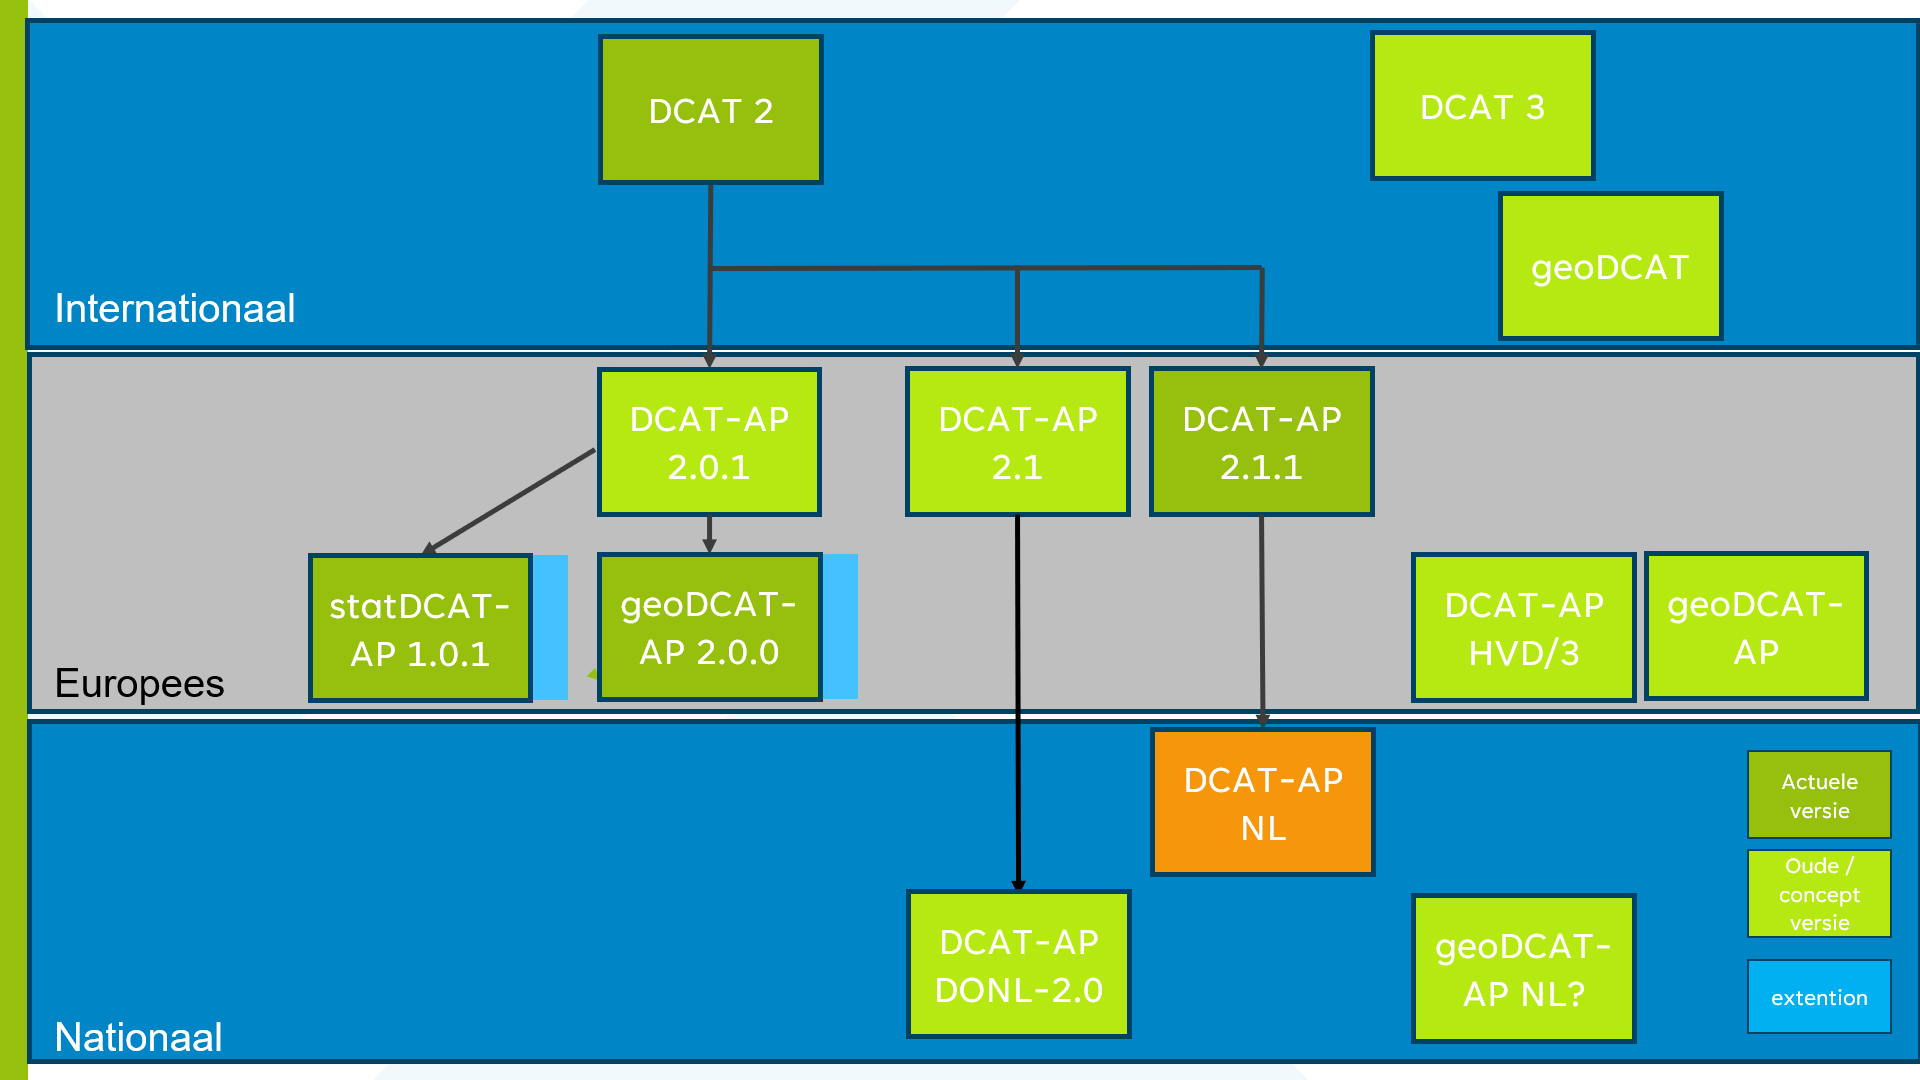 DCAT 2
DCAT 3
geoDCAT
Internationaal
DCAT-AP
2.0.1
DCAT-AP
2.1
DCAT-AP
2.1.1
statDCAT-
AP 1.0.1
geoDCAT-
AP 2.0.0
DCAT-AP
HVD/3
geoDCAT-
AP
Europees
DCAT-AP
NL
DCAT-AP
DONL-2.0
geoDCAT-
AP NL?
Actuele
versie
Oude /
concept
versie
extention
Nationaal